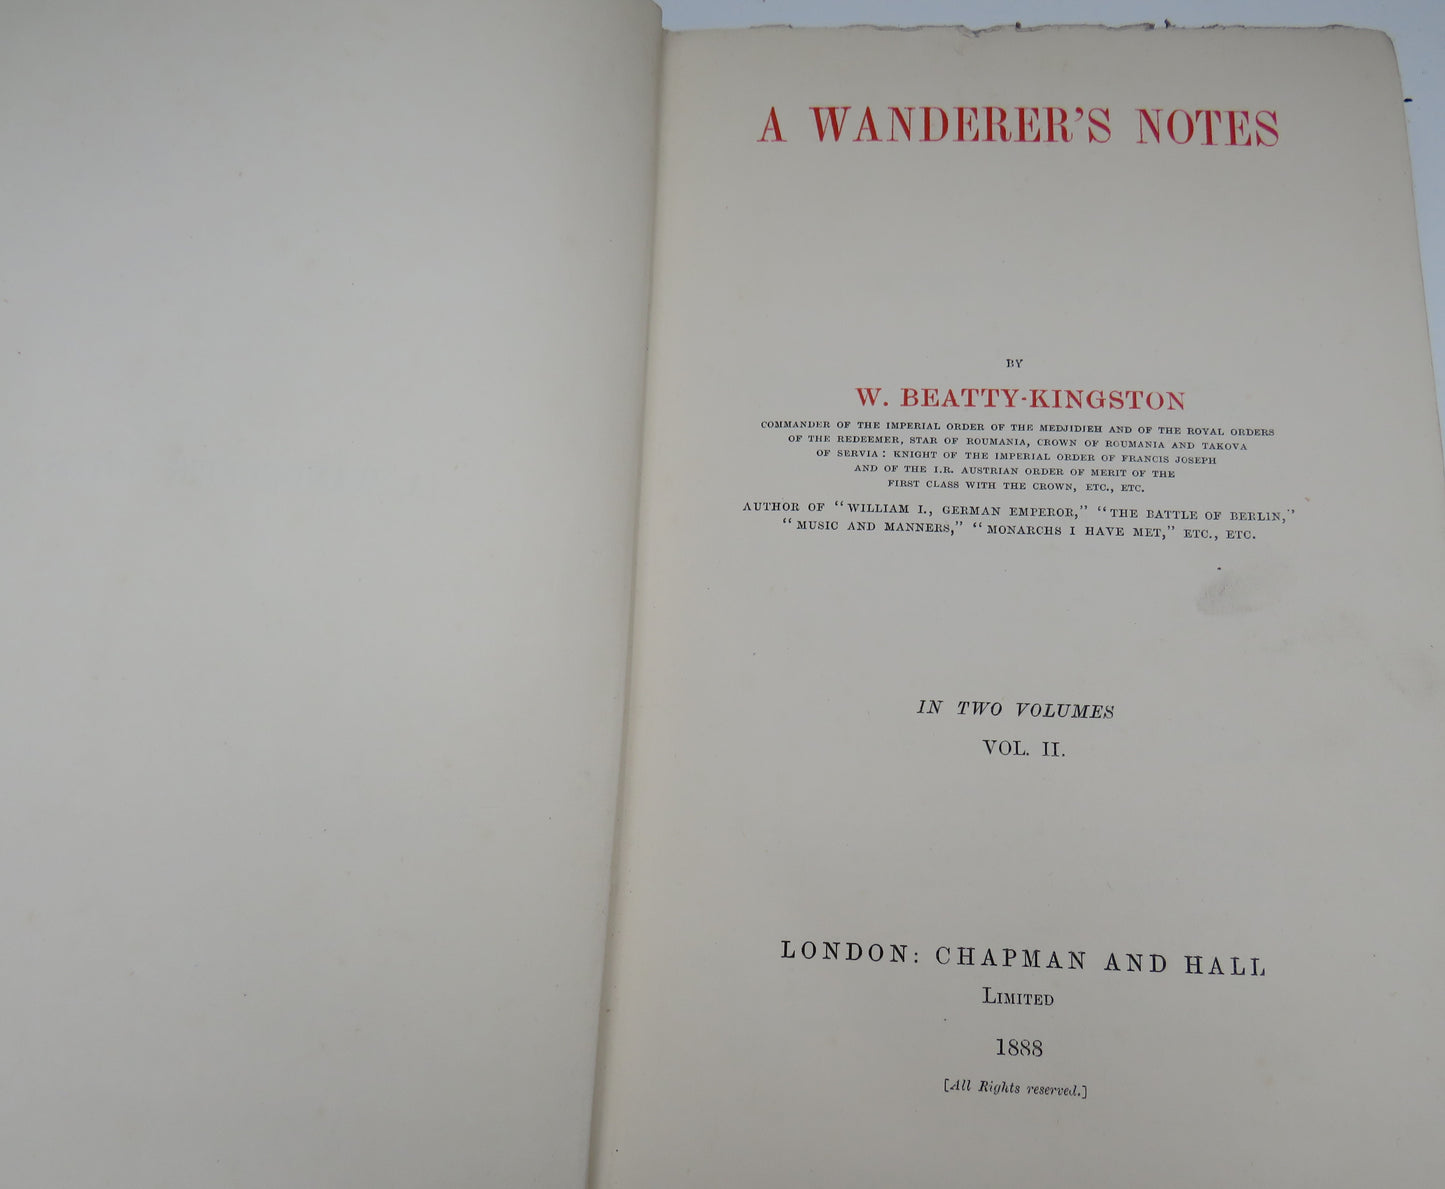 A WANDERER'S NOTES
BY
W. BEATTY-KINGSTON
COMMANDER OF THE IMPERIAL ORDER OF THE MEDJIDIEH AND OF THE ROYAL ORDERS
OF THE REDEEMER, STAR OF ROUMANIA, CROWN OF ROUMANIA AND TAKOVA
OF SERVIA: KNIGHT OF THE IMPERIAL ORDER OF FRANCIS JOSEPH
AND OF THE I.R. AUSTRIAN ORDER OF MERIT OF THE
FIRST CLASS WITH THE CROWN, ETC., ETC.
AUTHOR OF "WILLIAM I., GERMAN EMPEROR," "THE BATTLE OF BERLIN,"
"MUSIC AND MANNERS," "MONARCHS I HAVE MET," ETC., ETC.
IN TWO VOLUMES
VOL. II.
LONDON: CHAPMAN AND HALL
LIMITED
1888
[All Rights reserved.]